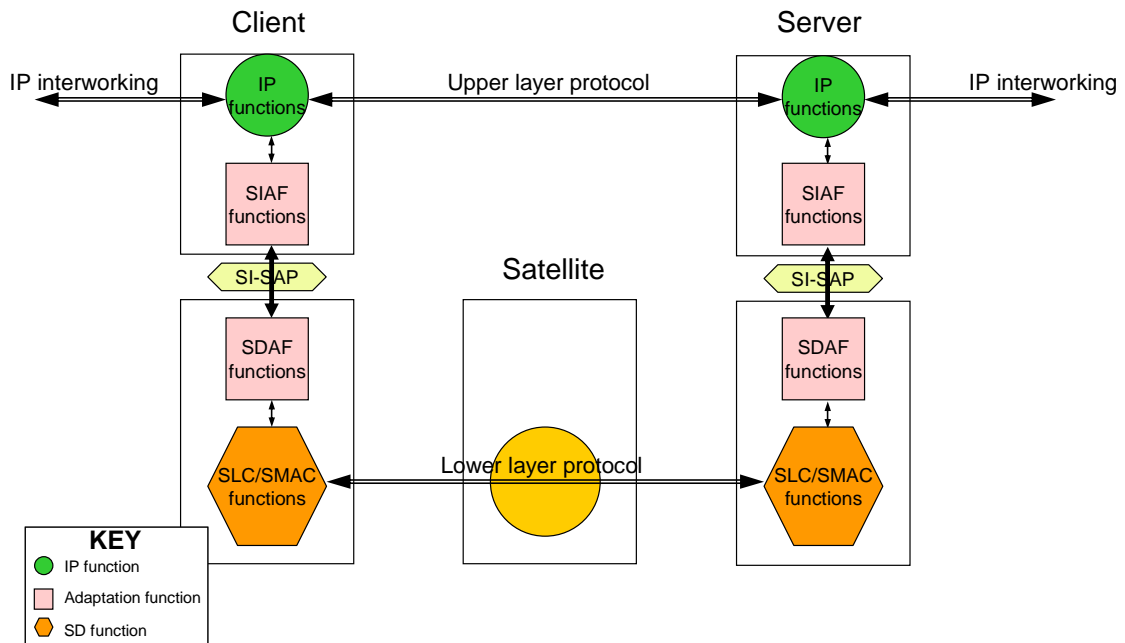 Client
Server
IP interworking
IP
functions
Upper layer protocol
IP
functions
IP interworking
SIAF
functions
SIAF
functions
SI-SAP
Satellite
SI-SAP
SDAF
functions
SDAF
functions
SLC/SMAC
functions
Lower layer protocol
SLC/SMAC
functions
KEY
IP function
Adaptation function
SD function